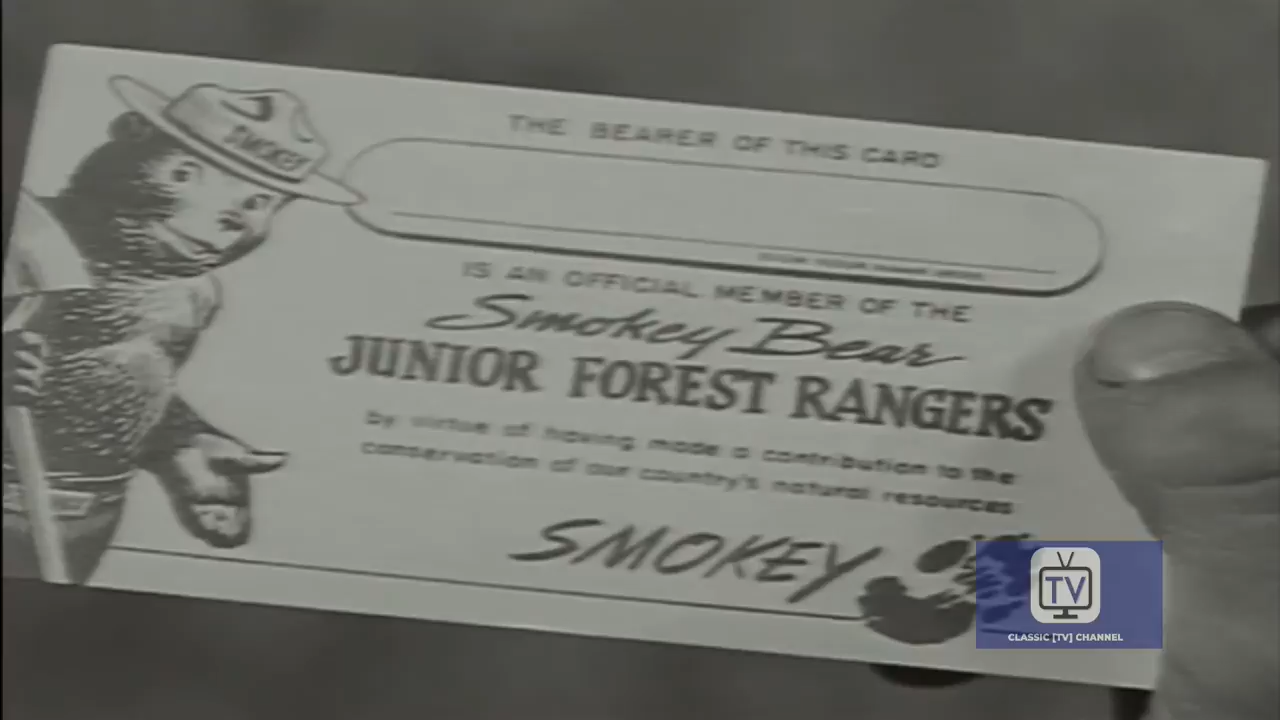 SMOKEY
THE BEARER OF THIS CARD
IS AN OFFICIAL MEMBER OF THE
Smokey Bear
JUNIOR FOREST RANGERS
by virtue of having made a contribution to the
conservation of our country's natural resources
SMOKEY
TV
CLASSIC [TV] CHANNEL